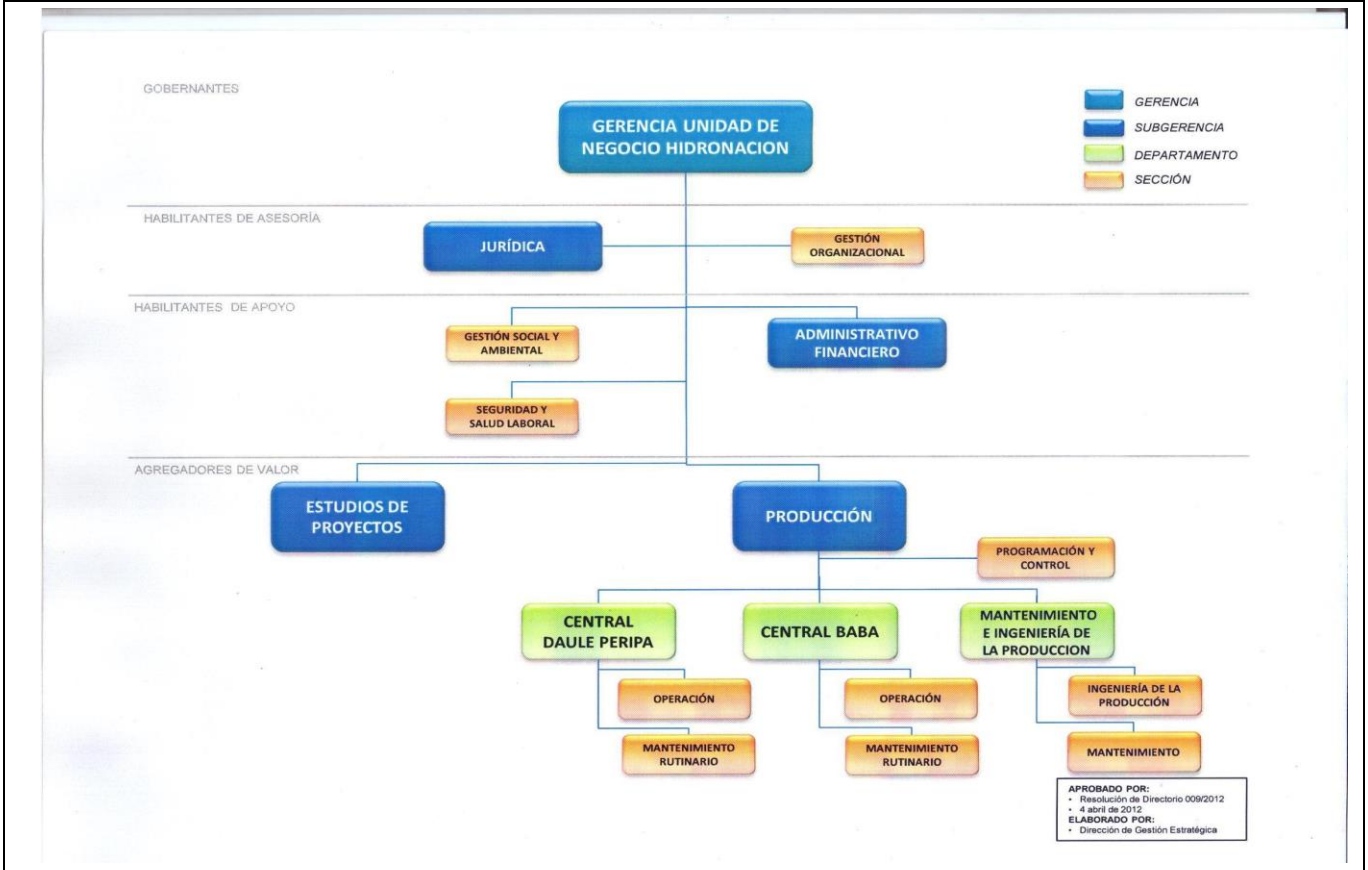 GOBERNANTES
GERENCIA UNIDAD DE
NEGOCIO HIDRONACION
GERENCIA
SUBGERENCIA
DEPARTAMENTO
SECCIÓN
HABILITANTES DE ASESORÍA
JURÍDICA
GESTIÓN
ORGANIZACIONAL
HABILITANTES DE APOYO
GESTIÓN SOCIAL Y
AMBIENTAL
ADMINISTRATIVO
FINANCIERO
SEGURIDAD Y
SALUD LABORAL
AGREGADORES DE VALOR
ESTUDIOS DE
PROYECTOS
PRODUCCIÓN
PROGRAMACIÓN Y
CONTROL
CENTRAL
DAULE PERIPA
CENTRAL BABA
MANTENIMIENTO
E INGENIERÍA DE
LA PRODUCCION
OPERACIÓN
OPERACIÓN
INGENIERÍA DE LA
PRODUCCIÓN
MANTENIMIENTO
RUTINARIO
MANTENIMIENTO
RUTINARIO
MANTENIMIENTO
APROBADO POR:
• Resolución de Directorio 009/2012
• 4 abril de 2012
ELABORADO POR:
• Dirección de Gestión Estratégica